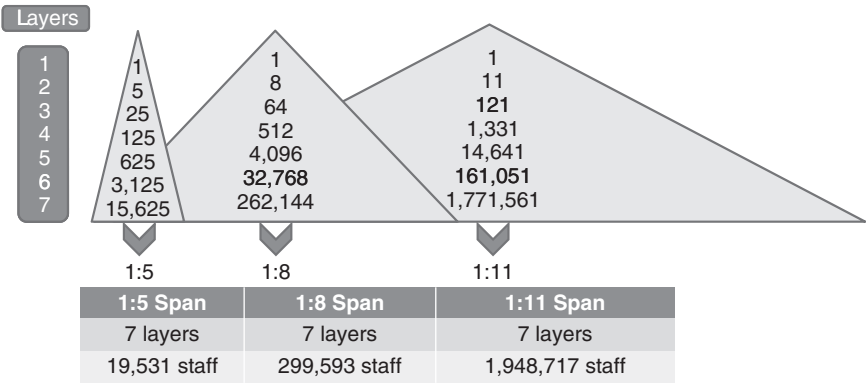 Layers
1 1 1 1
2 5 8 11
3 25 64 121
4 125 512 1,331
5 625 4,096 14,641
6 3,125 32,768 161,051
7 15,625 262,144 1,771,561
1:5 1:8 1:11
1:5 Span 1:8 Span 1:11 Span
7 layers 7 layers 7 layers
19,531 staff 299,593 staff 1,948,717 staff